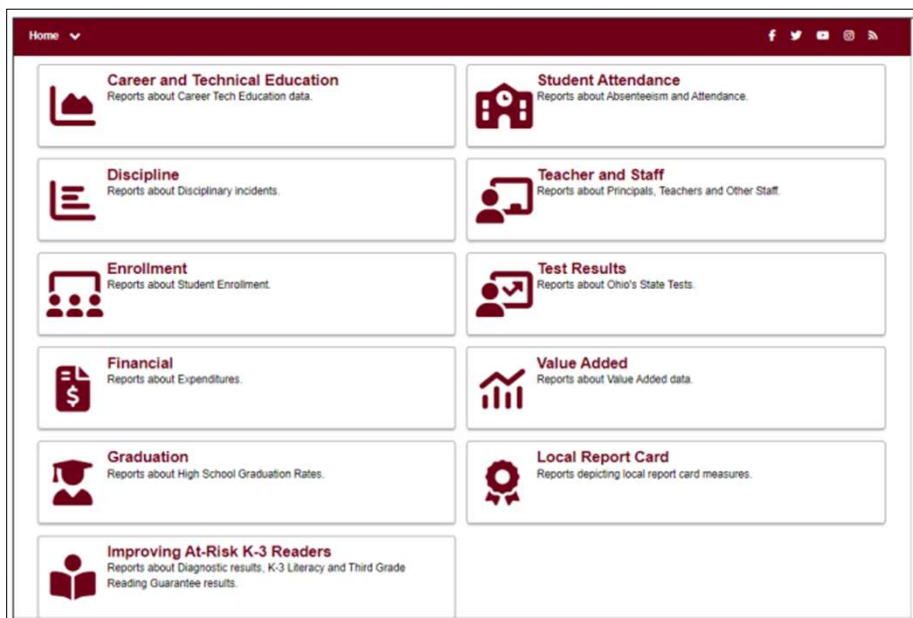 Home
Career and Technical Education
Reports about Career Tech Education data.
Student Attendance
Reports about Absenteeism and Attendance.
Discipline
Reports about Disciplinary incidents.
Teacher and Staff
Reports about Principals, Teachers and Other Staff.
Enrollment
Reports about Student Enrollment.
Test Results
Reports about Ohio's State Tests.
Financial
Reports about Expenditures.
Value Added
Reports about Value Added data.
Graduation
Reports about High School Graduation Rates.
Local Report Card
Reports depicting local report card measures.
Improving At-Risk K-3 Readers
Reports about Diagnostic results, K-3 Literacy and Third Grade
Reading Guarantee results.